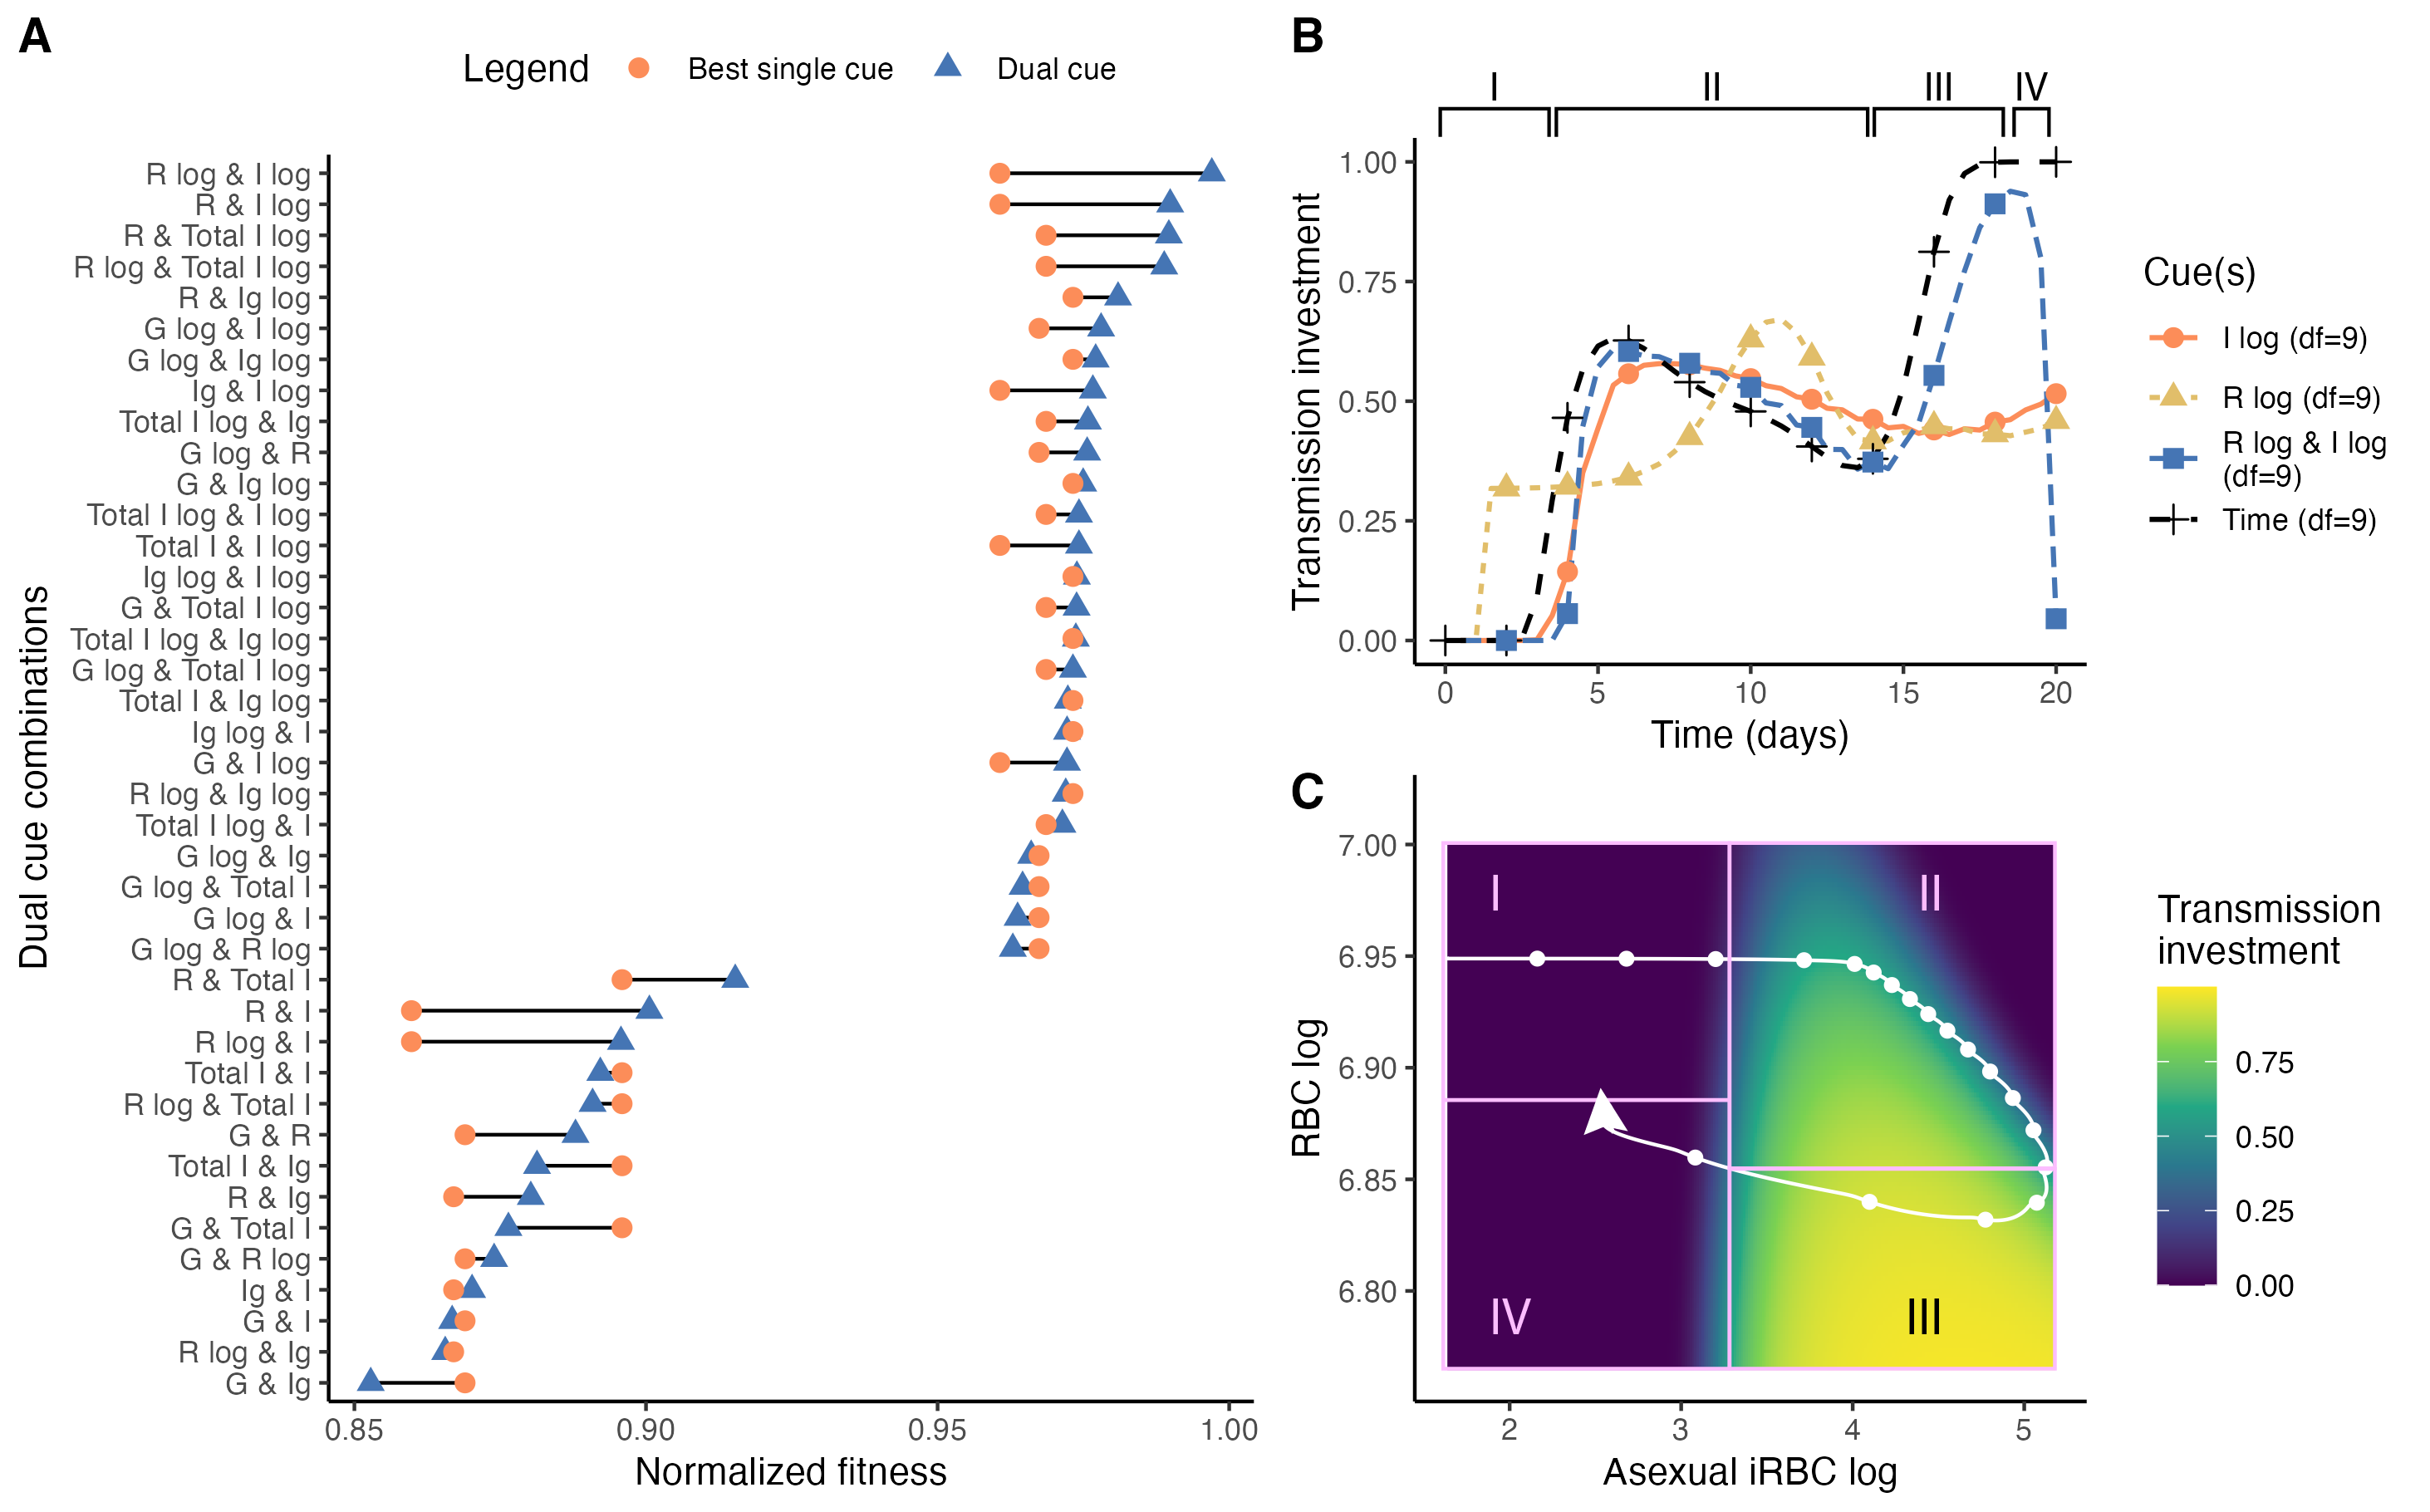 A
Legend Best single cue Dual cue
R log & I log
R & I log
R & Total I log
R log & Total I log
R & Ig log
G log & I log
G log & Ig log
Ig & I log
Total I log & Ig
G log & R
G & Ig log
Total I log & I log
Total I & I log
Ig log & I log
G & Total I log
Total I log & Ig log
G log & Total I log
Total I & Ig log
Ig log & I
G & I log
R log & Ig log
Total I log & I
G log & Ig
G log & Total I
G log & I
G log & R log
R & Total I
R & I
R log & I
Total I & I
R log & Total I
G & R
Total I & Ig
R & Ig
G & Total I
G & R log
Ig & I
G & I
R log & Ig
G & Ig
Dual cue combinations
0.85 0.90 0.95 1.00
Normalized fitness
B
I II III IV
1.00
0.75
0.50
0.25
0.00
Transmission investment
0 5 10 15 20
Time (days)
Cue(s)
I log (df=9)
R log (df=9)
R log & I log
(df=9)
Time (df=9)
C
7.00
6.95
6.90
6.85
6.80
RBC log
I II
IV III
2 3 4 5
Asexual iRBC log
Transmission
investment
0.75
0.50
0.25
0.00